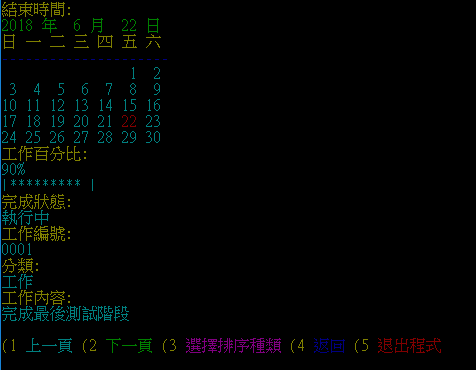 結束時間:
2018 年  6 月  22 日
日 一 二 三 四 五 六
1  2
3  4  5  6  7  8  9
10 11 12 13 14 15 16
17 18 19 20 21 22 23
24 25 26 27 28 29 30
工作百分比:
90%
|********* |
完成狀態:
執行中
工作編號:
0001
分類:
工作
工作內容:
完成最後測試階段
(1 上一頁 (2 下一頁 (3 選擇排序種類 (4 返回 (5 退出程式